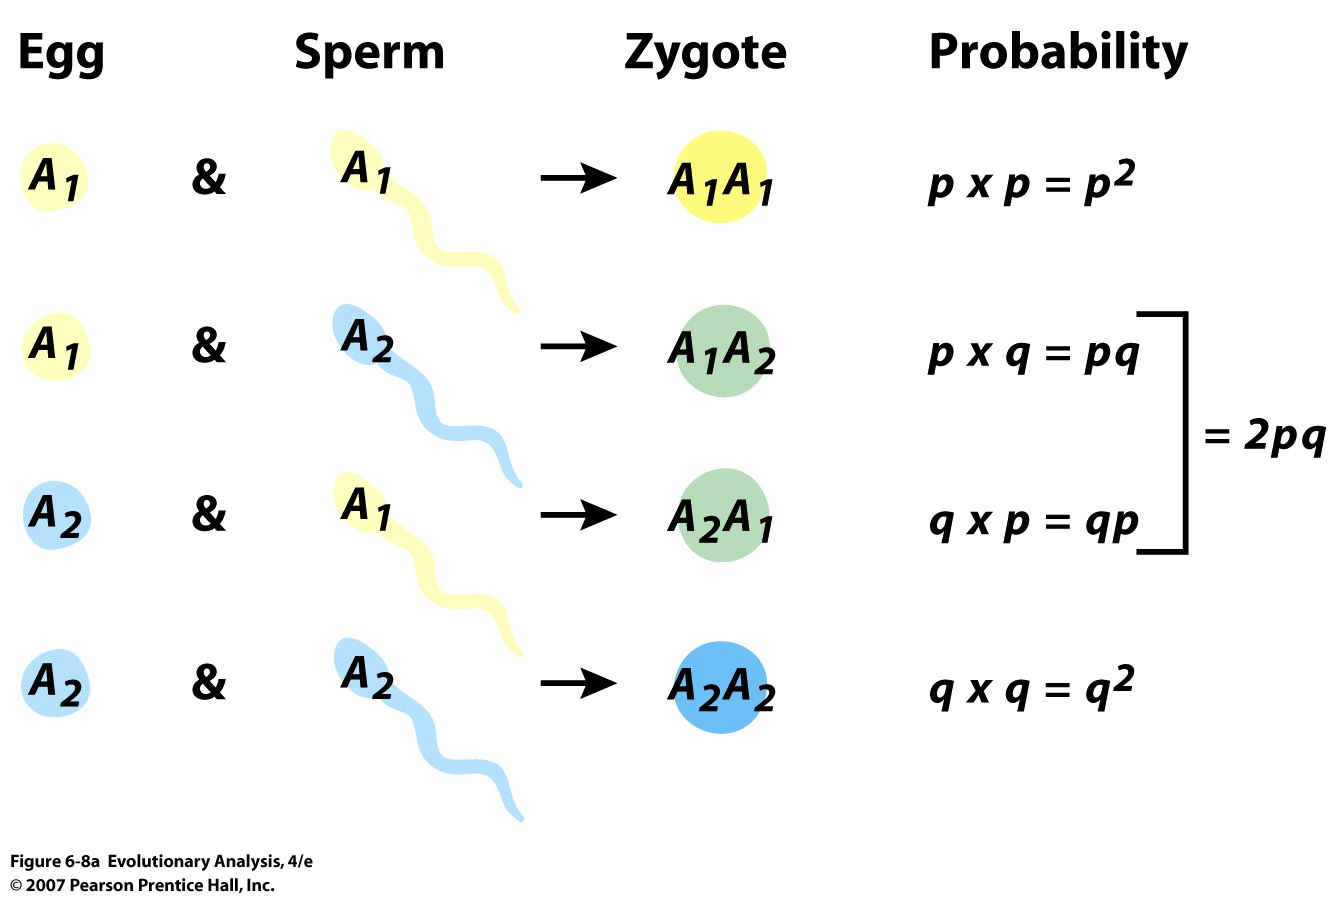 Egg Sperm Zygote Probability
A1 & A1 → A1A1 p x p = p²
A1 & A2 → A1A2 p x q = pq
= 2pq
A2 & A1 → A2A1 q x p = qp
A2 & A2 → A2A2 q x q = q²
Figure 6-8a Evolutionary Analysis, 4/e
© 2007 Pearson Prentice Hall, Inc.